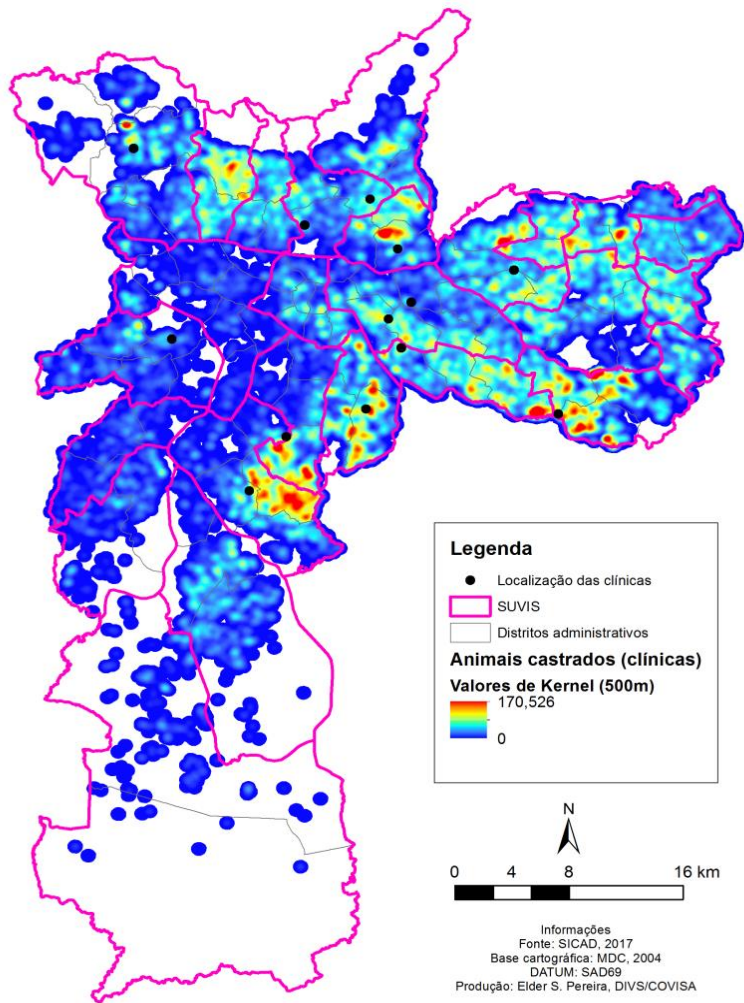 Legenda
Localização das clínicas
SUVIS
Distritos administrativos
Animais castrados (clínicas)
Valores de Kernel (500m)
170,526
0
N
0 4 8 16 km
Informações
Fonte: SICAD, 2017
Base cartográfica: MDC, 2004
DATUM: SAD69
Produção: Elder S. Pereira, DIVS/COVISA